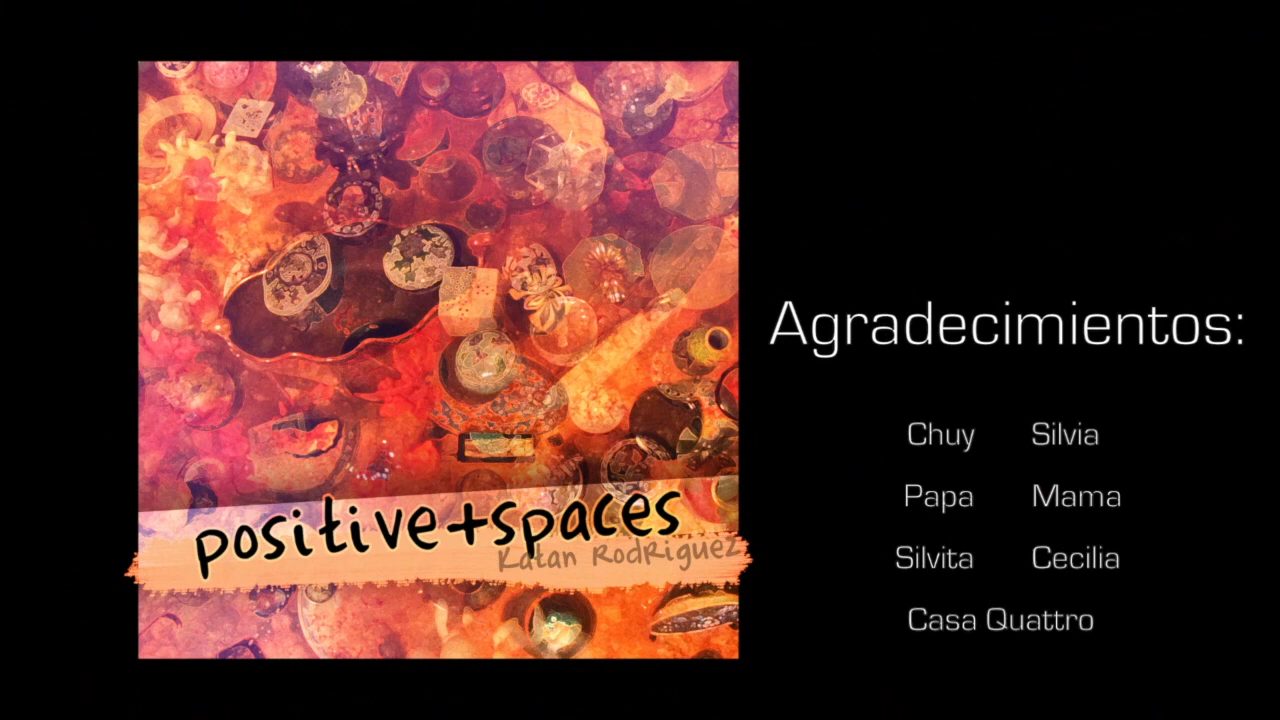 positive+spaces
Katan Rodriguez
Agradecimientos:
Chuy Silvia
Papa Mama
Silvita Cecilia
Casa Quattro